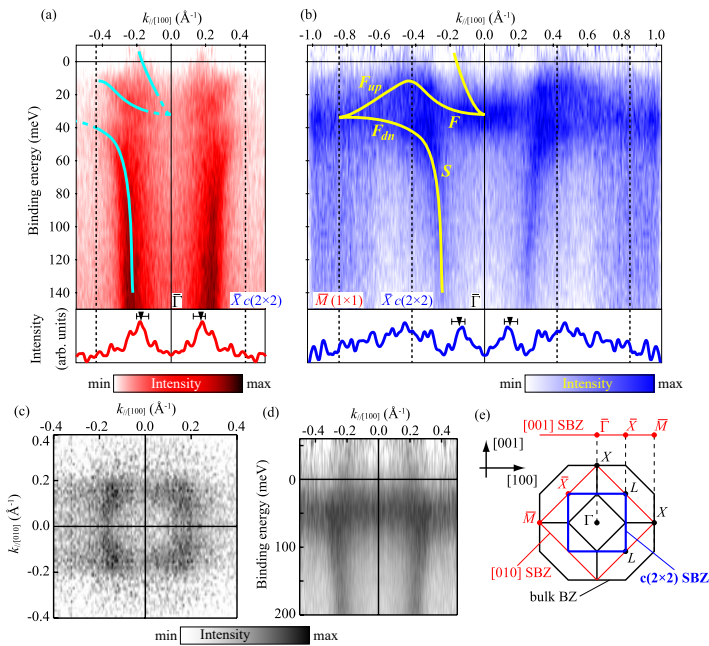 (a)
k//[100] (Å⁻¹)
-0.4 -0.2 0.0 0.2 0.4
0
20
40
60
80
100
120
140
Binding energy (meV)
Γ̅
X̅ c(2×2)
Intensity
(arb. units)
min Intensity max
(b)
k//[100] (Å⁻¹)
-1.0 -0.8 -0.6 -0.4 -0.2 0.0 0.2 0.4 0.6 0.8 1.0
Fup
Fdn
F
S
M̅ (1×1)
X̅ c(2×2)
Γ̅
min Intensity max
(c)
k//[100] (Å⁻¹)
-0.4 -0.2 0.0 0.2 0.4
0.4
0.2
0.0
-0.2
-0.4
k//[010] (Å⁻¹)
min Intensity max
(d)
k//[100] (Å⁻¹)
-0.4 -0.2 0.0 0.2 0.4
0
50
100
150
200
Binding energy (meV)
(e)
[001] SBZ
Γ̅ X̅ M̅
[001]
[100]
X
X̅
L
M̅
Γ
X
L
[010] SBZ
c(2×2) SBZ
bulk BZ